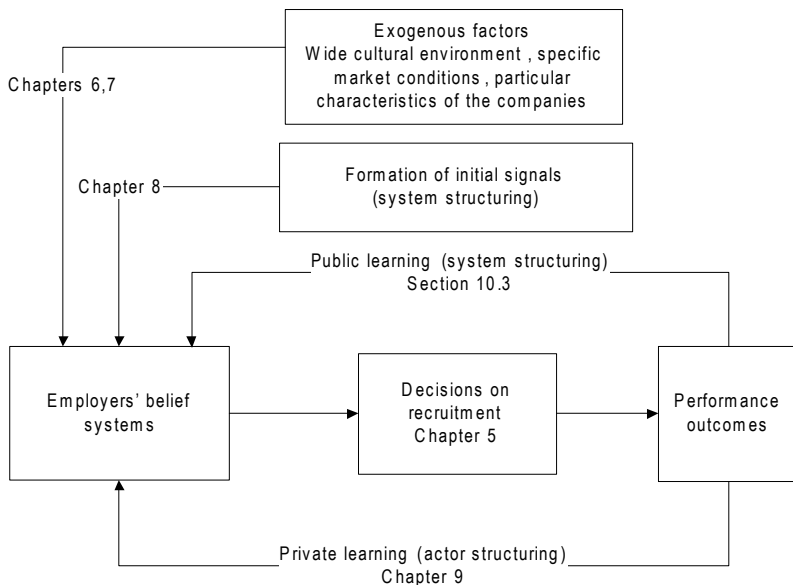 Exogenous factors
Wide cultural environment , specific
market conditions , particular
characteristics of the companies
Chapters 6,7
Formation of initial signals
(system structuring)
Chapter 8
Public learning (system structuring)
Section 10.3
Employers' belief
systems
Decisions on
recruitment
Chapter 5
Performance
outcomes
Private learning (actor structuring)
Chapter 9